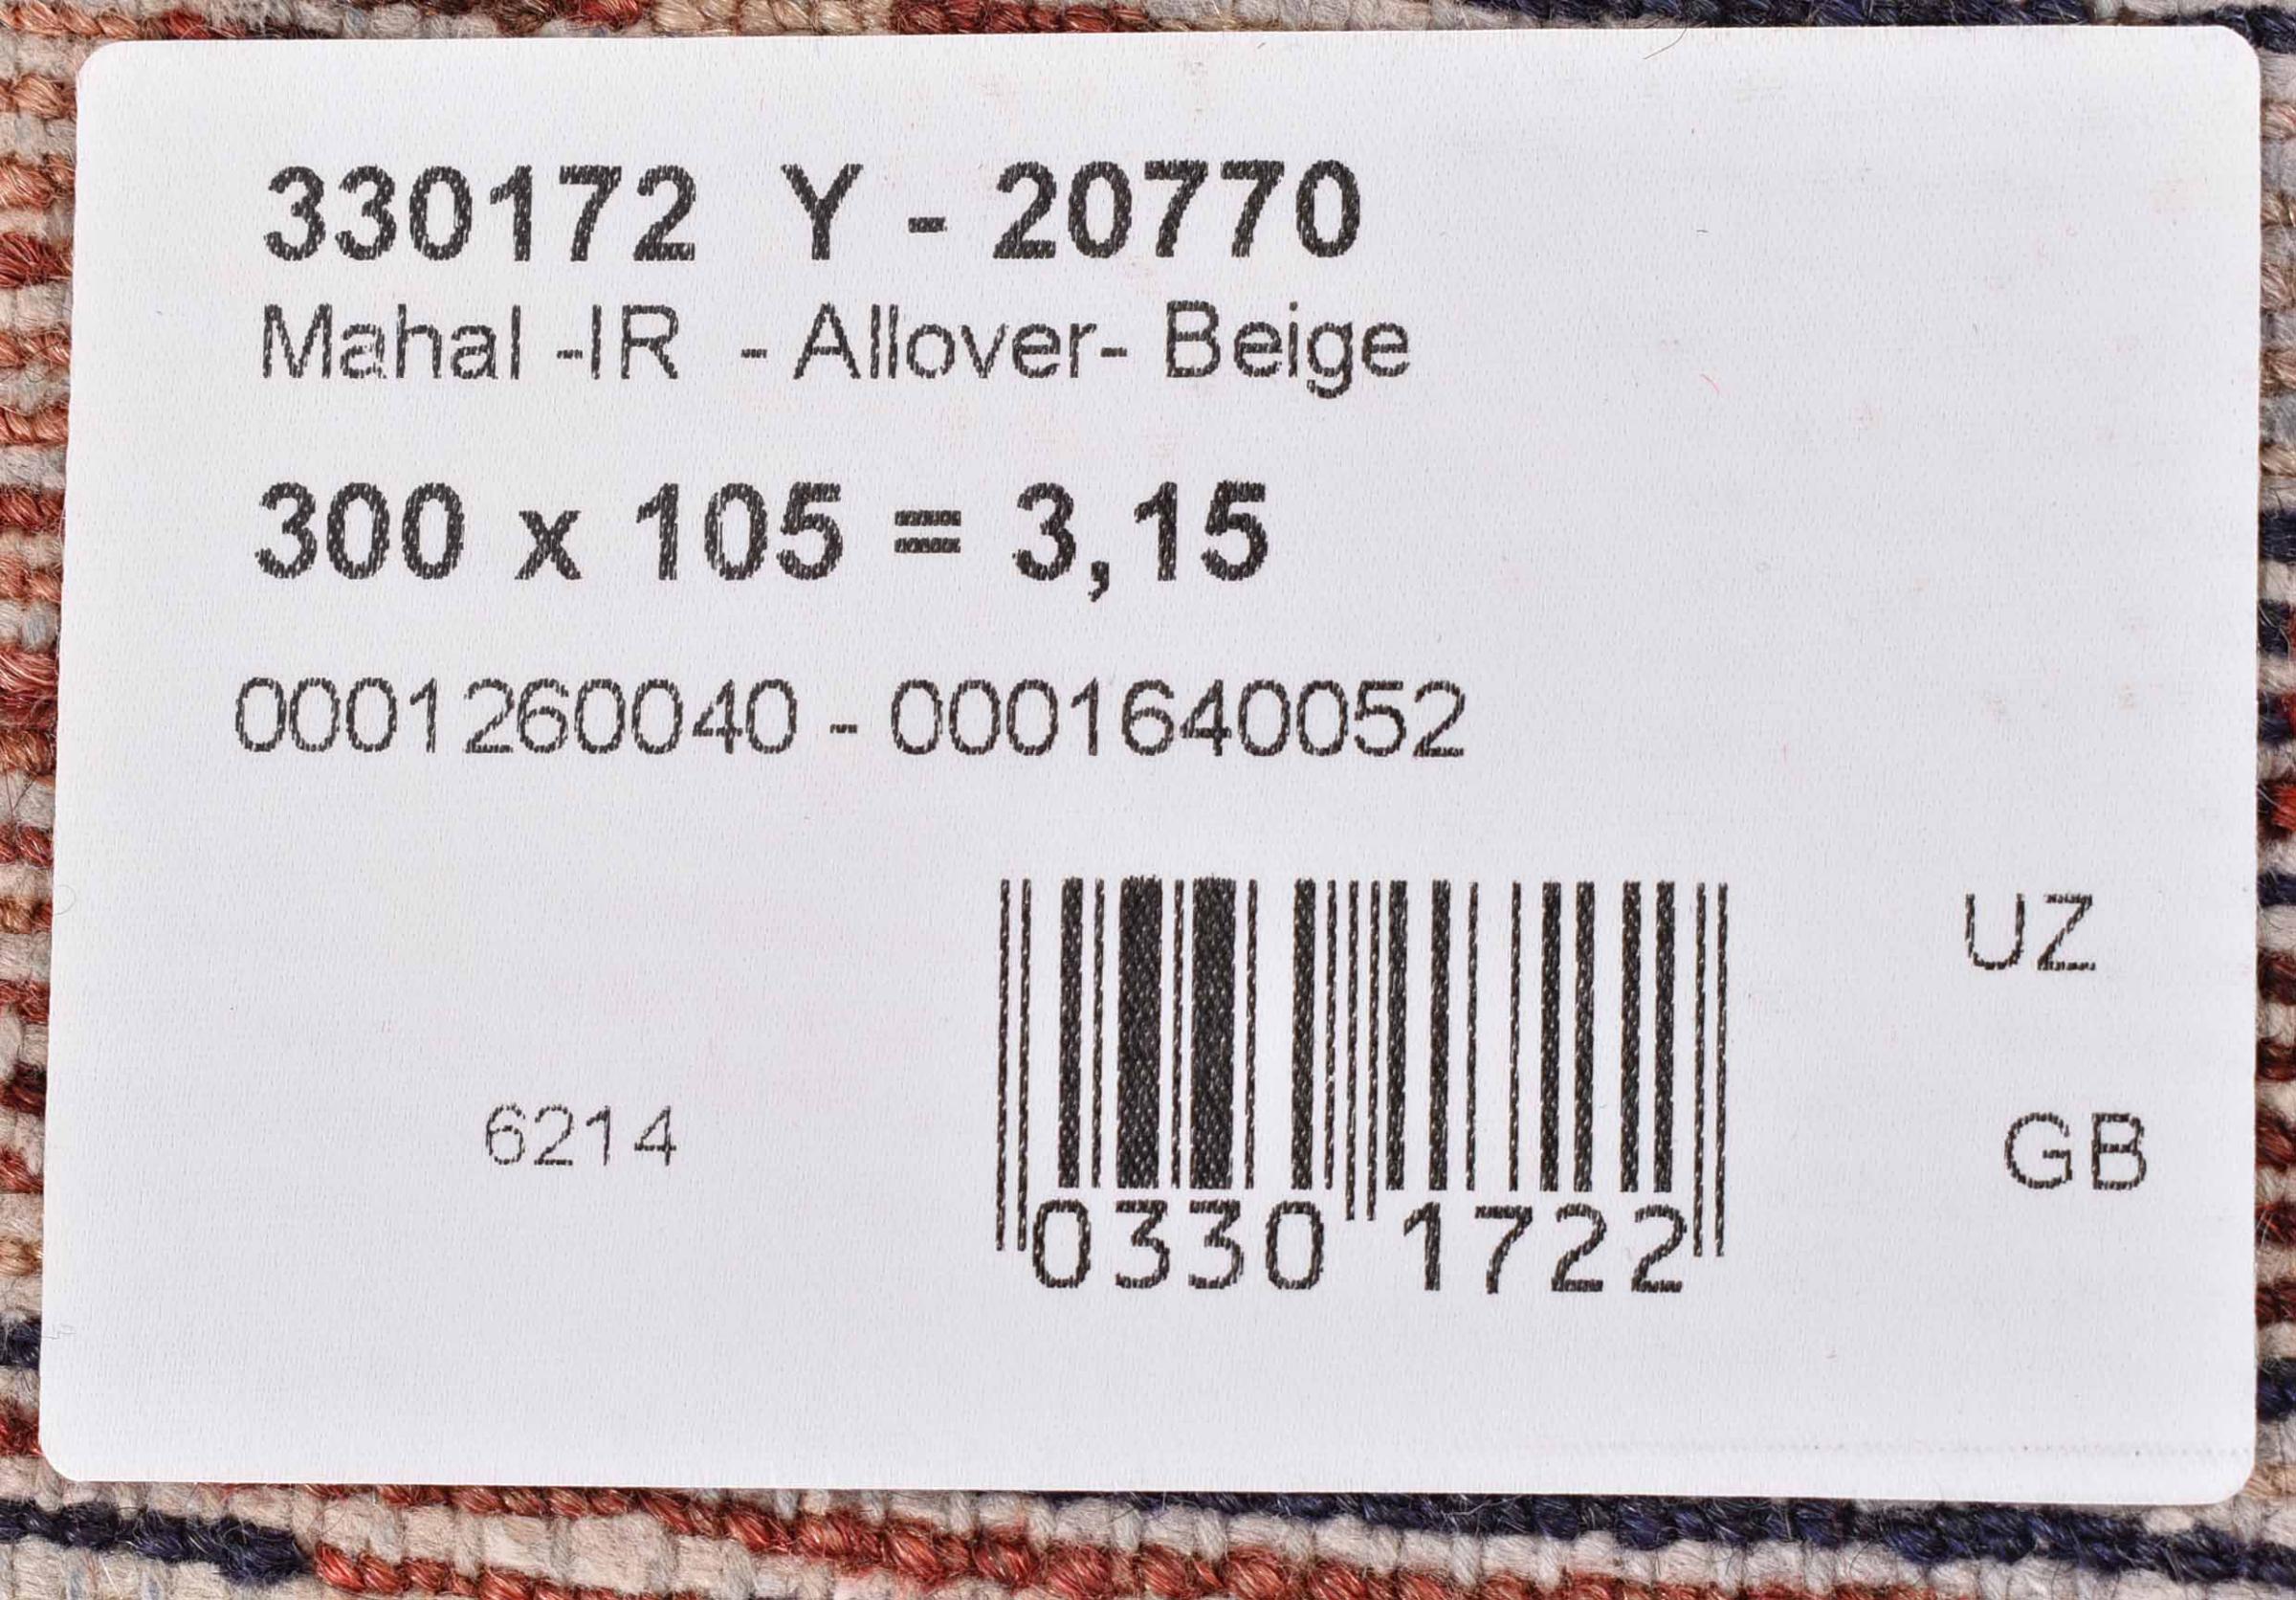 330172 Y - 20770
Mahal -IR - Allover- Beige
300 x 105 = 3,15
0001260040 - 0001640052
UZ
6214
GB
0330 1722